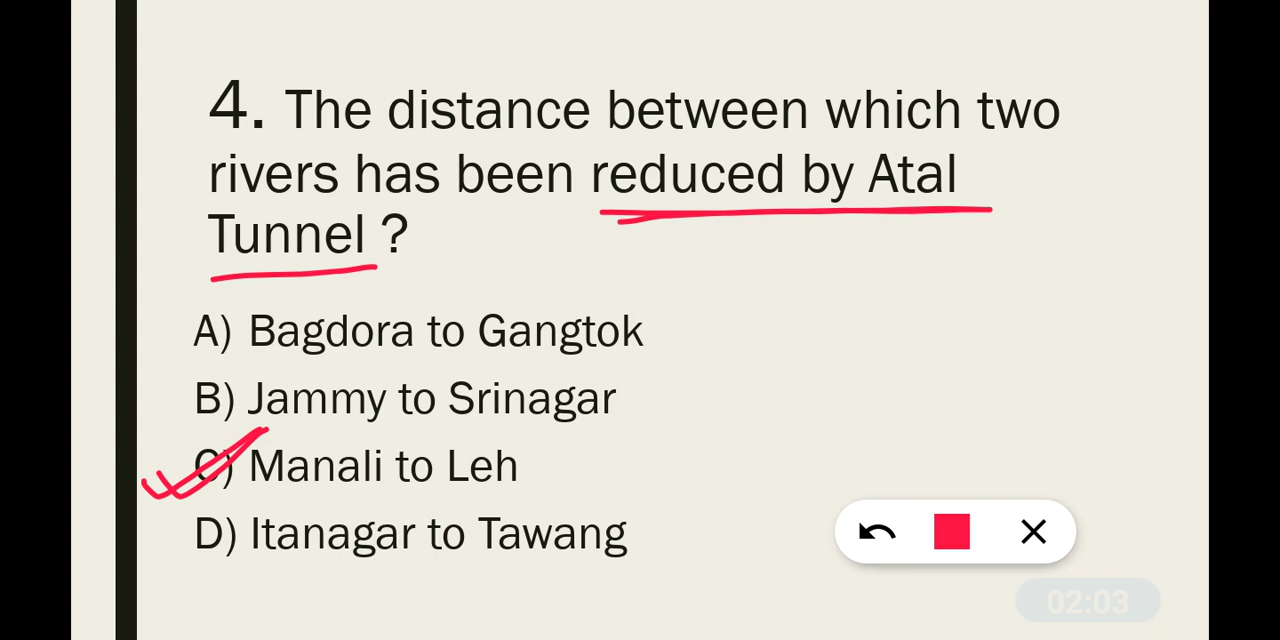 4. The distance between which two
rivers has been reduced by Atal
Tunnel ?
A) Bagdora to Gangtok
B) Jammy to Srinagar
C) Manali to Leh
D) Itanagar to Tawang
02:03